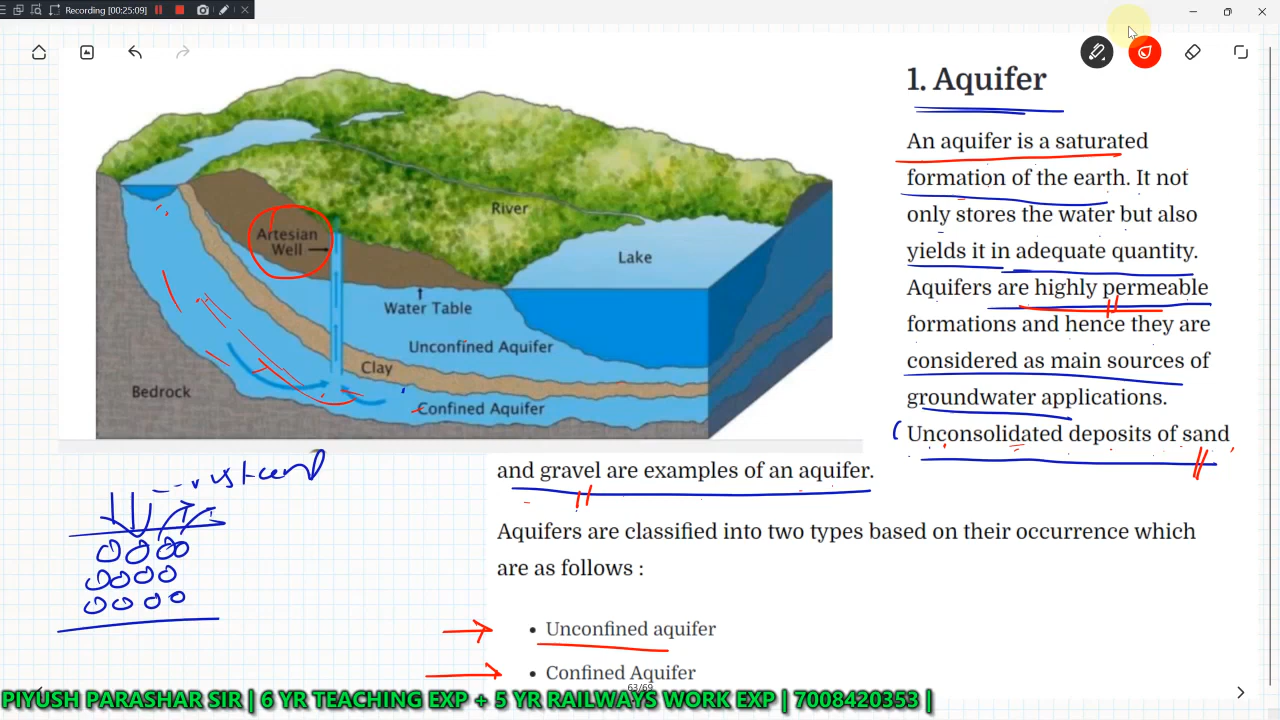 Recording [00:25:09]
1. Aquifer
An aquifer is a saturated
formation of the earth. It not
only stores the water but also
yields it in adequate quantity.
Aquifers are highly permeable
formations and hence they are
considered as main sources of
groundwater applications.
Unconsolidated deposits of sand
and gravel are examples of an aquifer.
Aquifers are classified into two types based on their occurrence which
are as follows :
• Unconfined aquifer
• Confined Aquifer
River
Artesian
Well
Lake
Water Table
Unconfined Aquifer
Clay
Bedrock
Confined Aquifer
63/69
PIYUSH PARASHAR SIR | 6 YR TEACHING EXP + 5 YR RAILWAYS WORK EXP | 7008420353 |